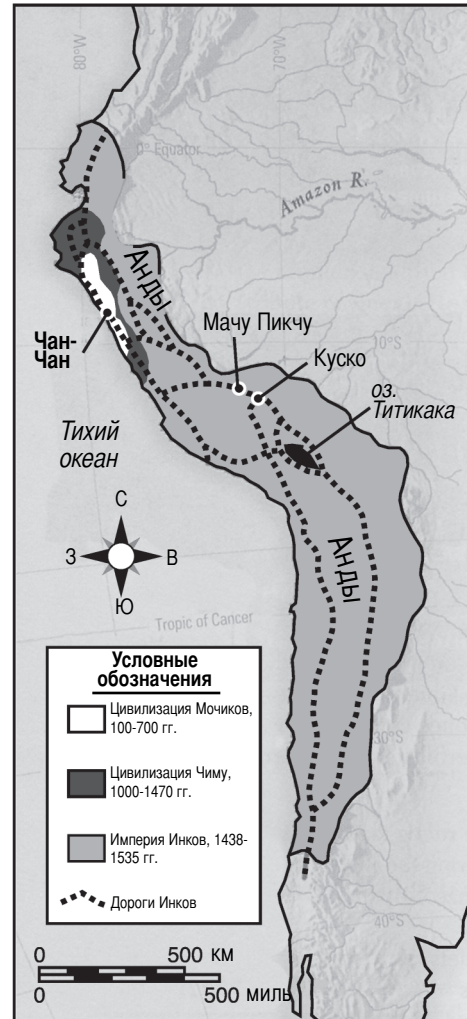 80°W
70°W
0° Equator
Amazon R.
Анды
Мачу Пикчу
10°S
Чан-
Чан
Куско
оз.
Титикака
Тихий
океан
С
З
В
Ю
Анды
Tropic of Cancer
Условные
обозначения
Цивилизация Мочиков,
100-700 гг.
Цивилизация Чиму,
1000-1470 гг.
Империя Инков, 1438-
1535 гг.
Дороги Инков
30°S
40°S
0
500 км
0
500 миль